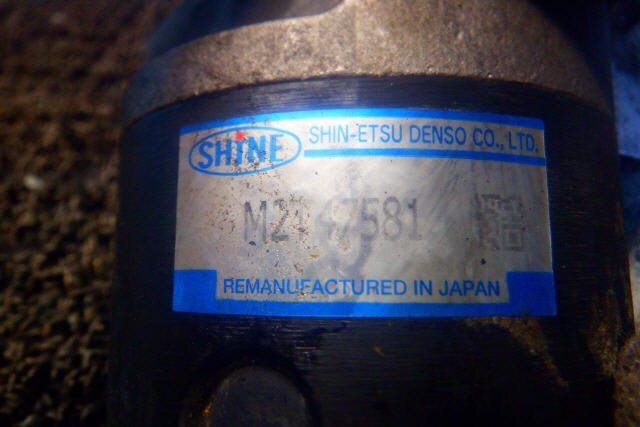 SHiNE
SHIN-ETSU DENSO CO., LTD.
REMANUFACTURED IN JAPAN